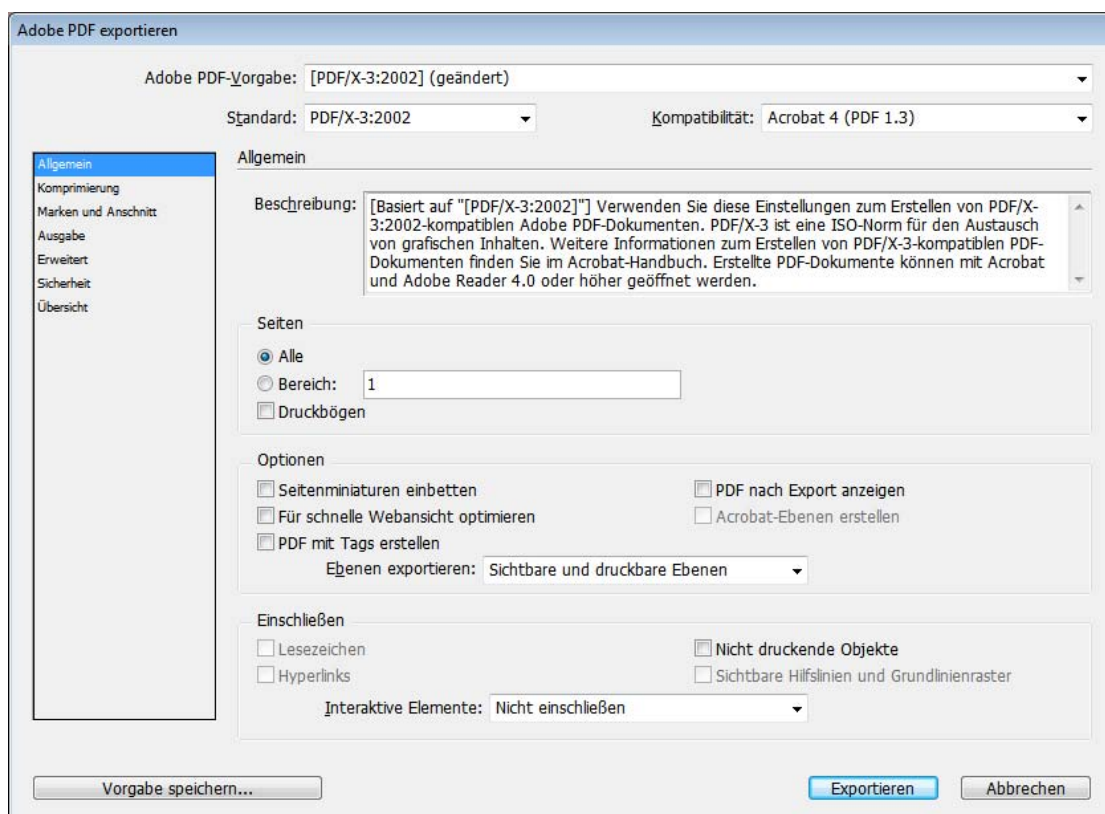 Adobe PDF exportieren
Adobe PDF-Vorgabe: [PDF/X-3:2002] (geändert)
Standard: PDF/X-3:2002 Kompatibilität: Acrobat 4 (PDF 1.3)
Allgemein
Komprimierung
Marken und Anschnitt
Ausgabe
Erweitert
Sicherheit
Übersicht
Allgemein
Beschreibung: [Basiert auf "[PDF/X-3:2002]"] Verwenden Sie diese Einstellungen zum Erstellen von PDF/X-
3:2002-kompatiblen Adobe PDF-Dokumenten. PDF/X-3 ist eine ISO-Norm für den Austausch
von grafischen Inhalten. Weitere Informationen zum Erstellen von PDF/X-3-kompatiblen PDF-
Dokumenten finden Sie im Acrobat-Handbuch. Erstellte PDF-Dokumente können mit Acrobat
und Adobe Reader 4.0 oder höher geöffnet werden.
Seiten
Alle
Bereich: 1
Druckbögen
Optionen
Seitenminiaturen einbetten PDF nach Export anzeigen
Für schnelle Webansicht optimieren Acrobat-Ebenen erstellen
PDF mit Tags erstellen
Ebenen exportieren: Sichtbare und druckbare Ebenen
Einschließen
Lesezeichen Nicht druckende Objekte
Hyperlinks Sichtbare Hilfslinien und Grundlinienraster
Interaktive Elemente: Nicht einschließen
Vorgabe speichern... Exportieren Abbrechen